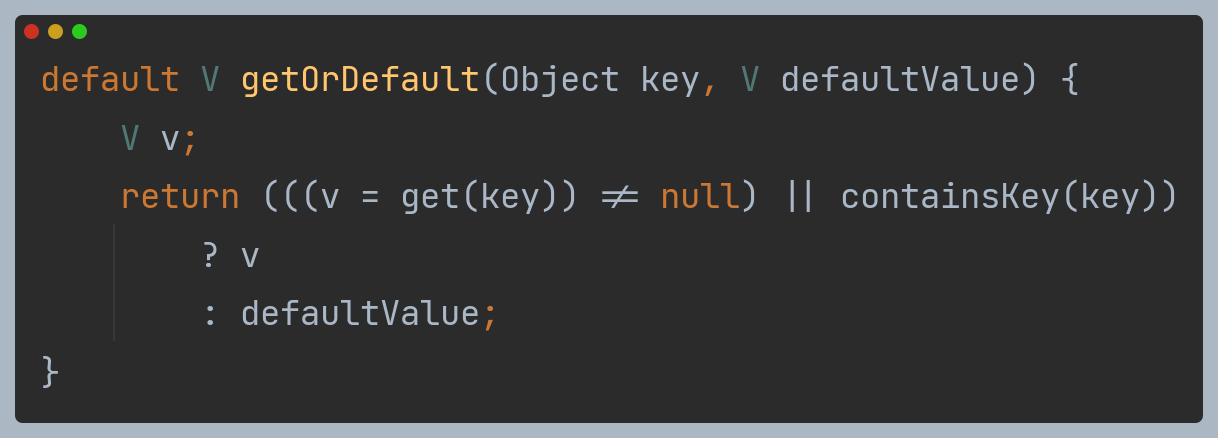 default V getOrDefault(Object key, V defaultValue) {
    V v;
    return (((v = get(key)) != null) || containsKey(key))
        ? v
        : defaultValue;
}